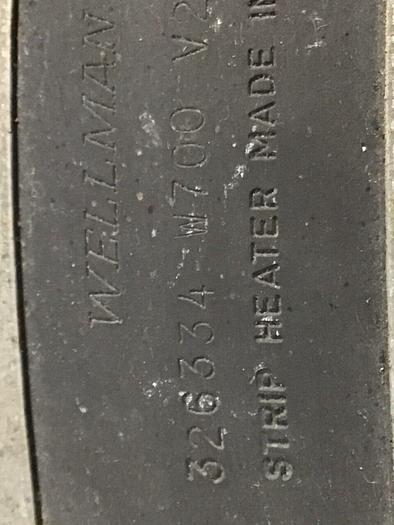 WELLMAN
326334 W700 V2
STRIP HEATER MADE IN